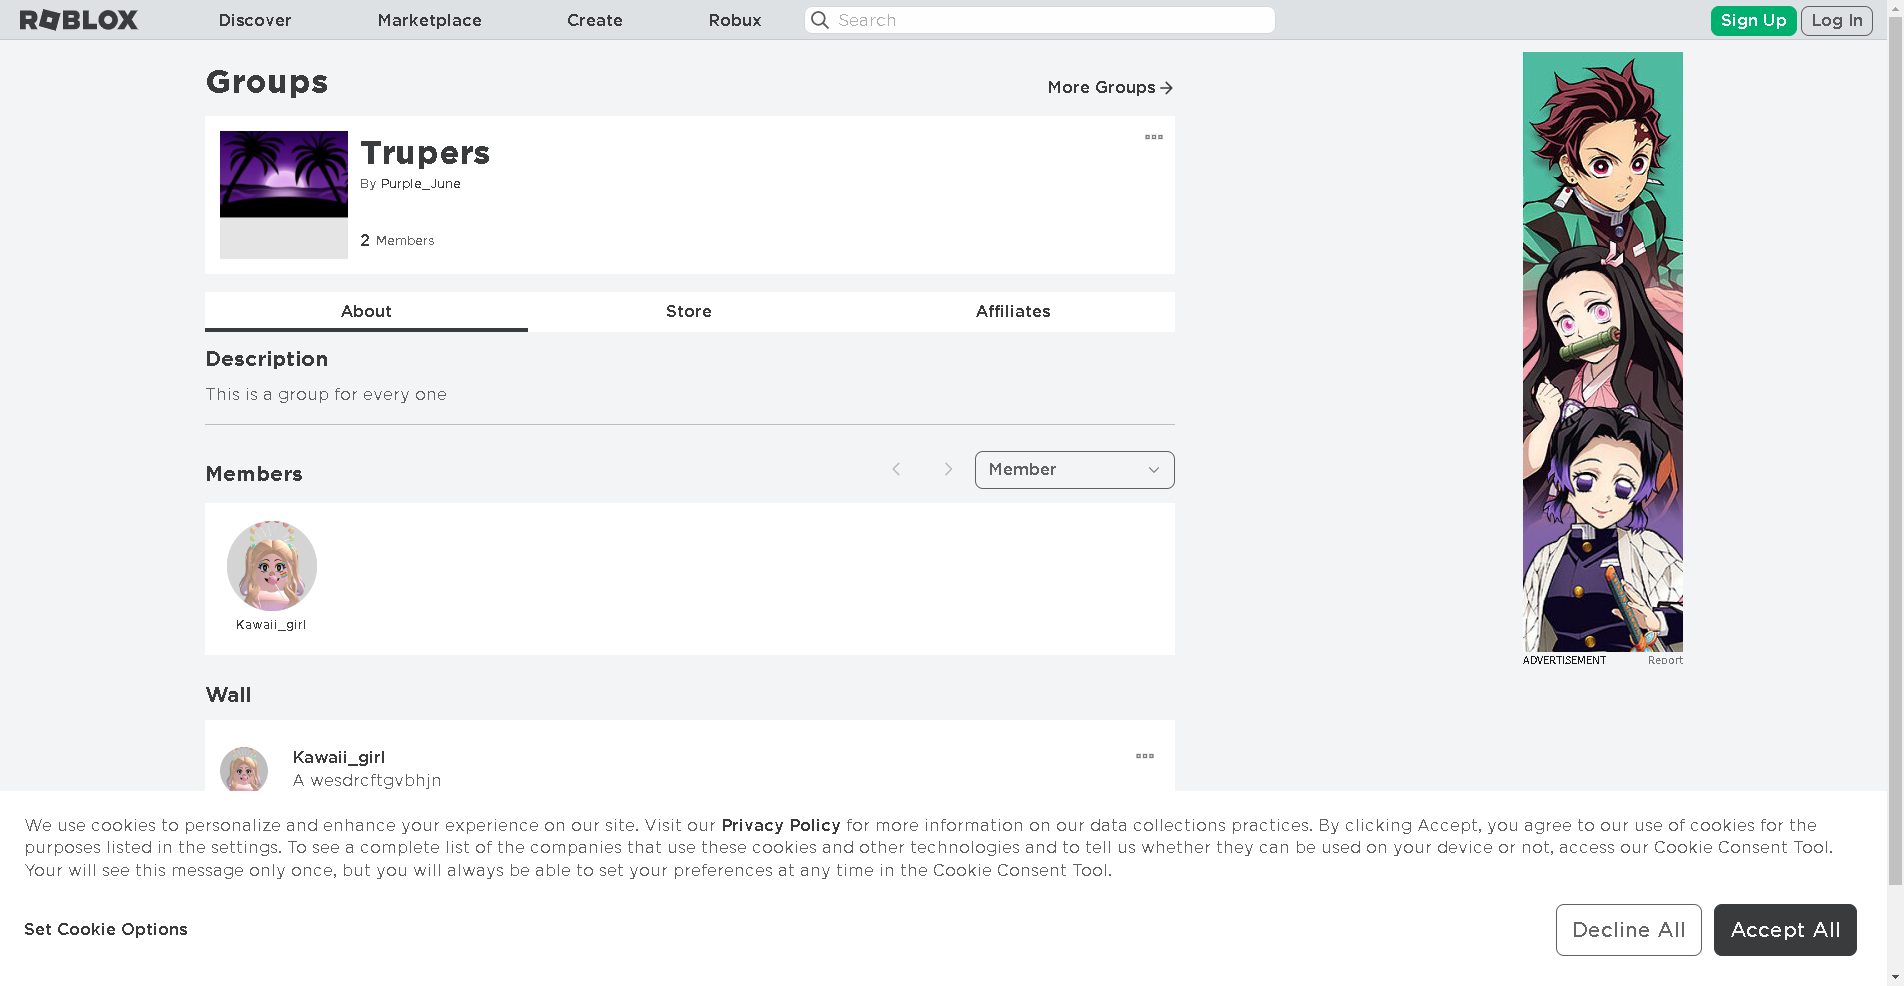 ROBLOX Discover Marketplace Create Robux Search Sign Up Log In
Groups
More Groups
Trupers
By Purple_June
2 Members
About Store Affiliates
Description
This is a group for every one
Members
Member
Kawaii_girl
Wall
Kawaii_girl
A wesdrcftgvbhjn
ADVERTISEMENT Report
We use cookies to personalize and enhance your experience on our site. Visit our Privacy Policy for more information on our data collections practices. By clicking Accept, you agree to our use of cookies for the
purposes listed in the settings. To see a complete list of the companies that use these cookies and other technologies and to tell us whether they can be used on your device or not, access our Cookie Consent Tool.
Your will see this message only once, but you will always be able to set your preferences at any time in the Cookie Consent Tool.
Set Cookie Options
Decline All
Accept All